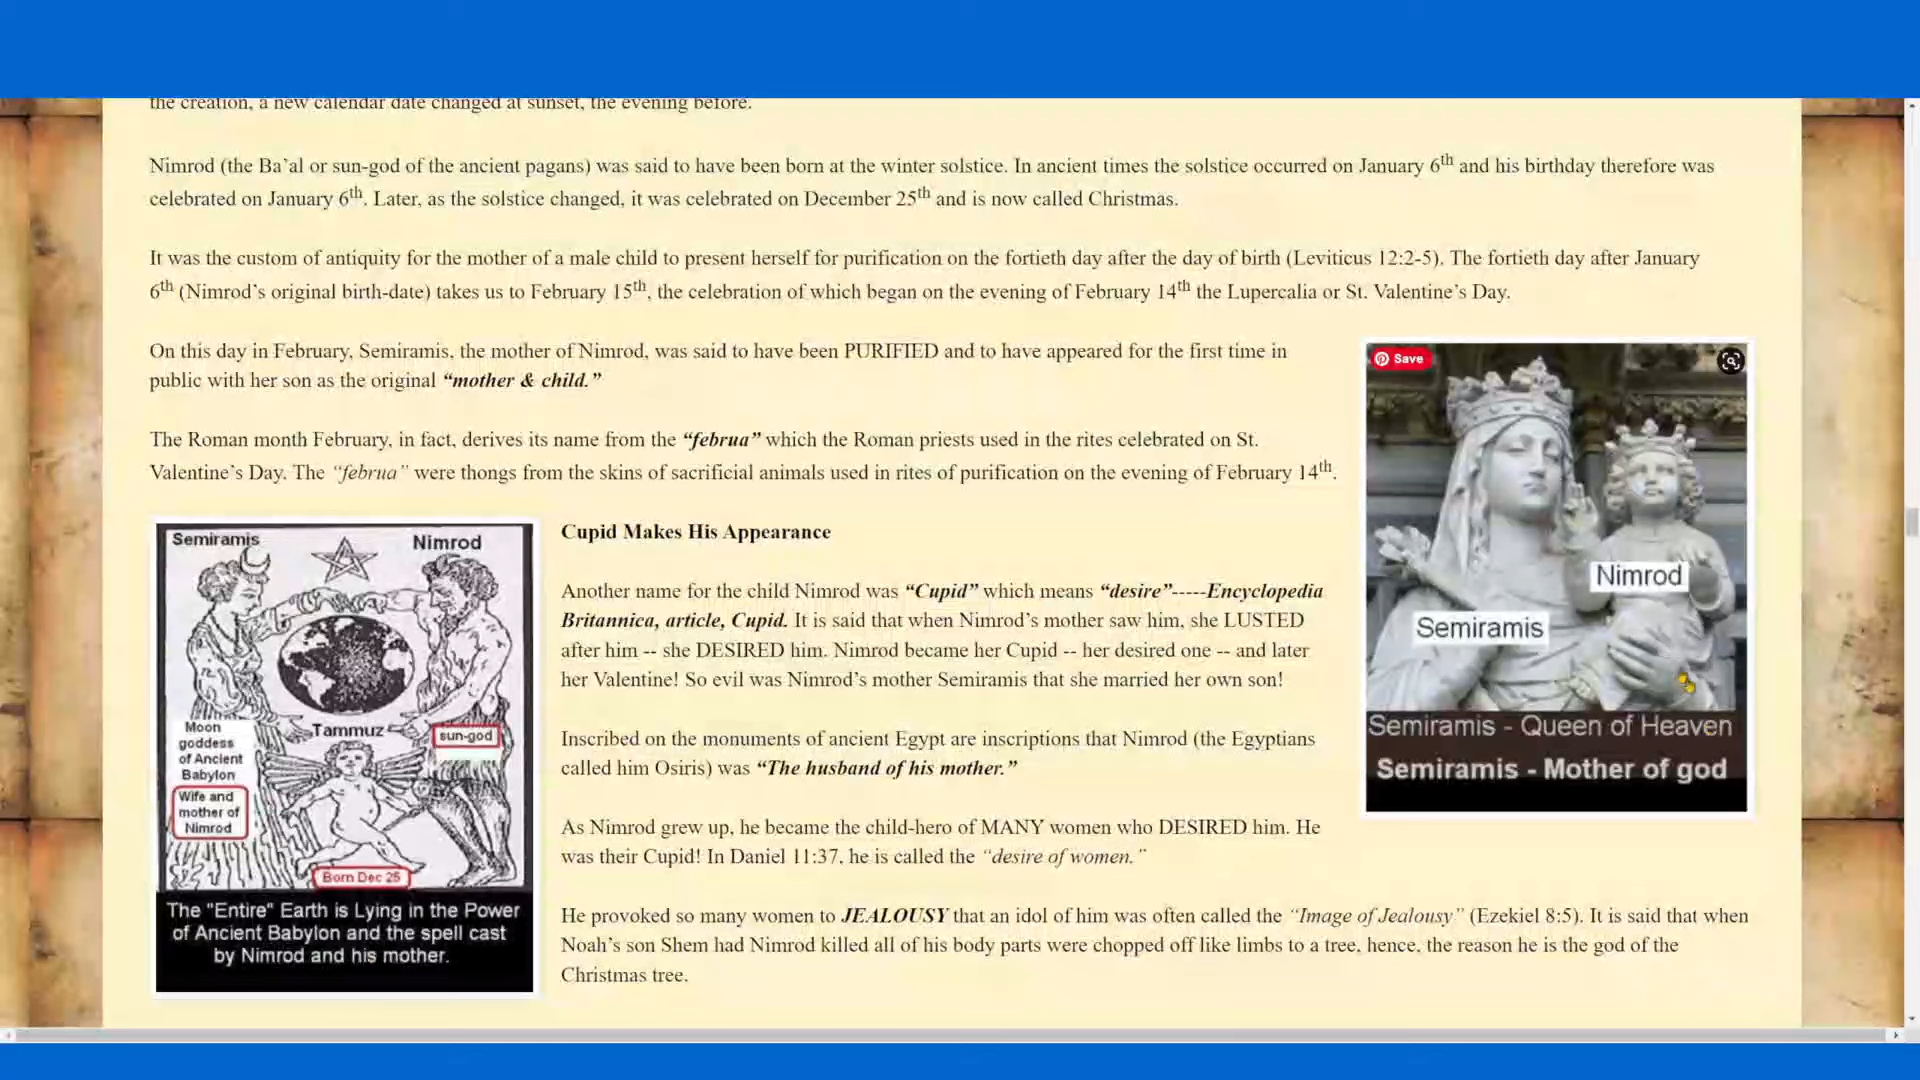 the creation, a new calendar date changed at sunset, the evening before.
Nimrod (the Ba’al or sun-god of the ancient pagans) was said to have been born at the winter solstice. In ancient times the solstice occurred on January 6th and his birthday therefore was
celebrated on January 6th. Later, as the solstice changed, it was celebrated on December 25th and is now called Christmas.
It was the custom of antiquity for the mother of a male child to present herself for purification on the fortieth day after the day of birth (Leviticus 12:2-5). The fortieth day after January
6th (Nimrod’s original birth-date) takes us to February 15th, the celebration of which began on the evening of February 14th the Lupercalia or St. Valentine’s Day.
On this day in February, Semiramis, the mother of Nimrod, was said to have been PURIFIED and to have appeared for the first time in
public with her son as the original “mother & child.”
The Roman month February, in fact, derives its name from the “februa” which the Roman priests used in the rites celebrated on St.
Valentine’s Day. The “februa” were thongs from the skins of sacrificial animals used in rites of purification on the evening of February 14th.
Save
Nimrod
Semiramis
Semiramis - Queen of Heaven
Semiramis - Mother of god
Semiramis
Nimrod
Tammuz
sun-god
Moon
goddess
of Ancient
Babylon
Wife and
mother of
Nimrod
Born Dec 25
The "Entire" Earth is Lying in the Power
of Ancient Babylon and the spell cast
by Nimrod and his mother.
Cupid Makes His Appearance
Another name for the child Nimrod was “Cupid” which means “desire”-----Encyclopedia
Britannica, article, Cupid. It is said that when Nimrod’s mother saw him, she LUSTED
after him -- she DESIRED him. Nimrod became her Cupid -- her desired one -- and later
her Valentine! So evil was Nimrod’s mother Semiramis that she married her own son!
Inscribed on the monuments of ancient Egypt are inscriptions that Nimrod (the Egyptians
called him Osiris) was “The husband of his mother.”
As Nimrod grew up, he became the child-hero of MANY women who DESIRED him. He
was their Cupid! In Daniel 11:37, he is called the “desire of women.”
He provoked so many women to JEALOUSY that an idol of him was often called the “Image of Jealousy” (Ezekiel 8:5). It is said that when
Noah’s son Shem had Nimrod killed all of his body parts were chopped off like limbs to a tree, hence, the reason he is the god of the
Christmas tree.